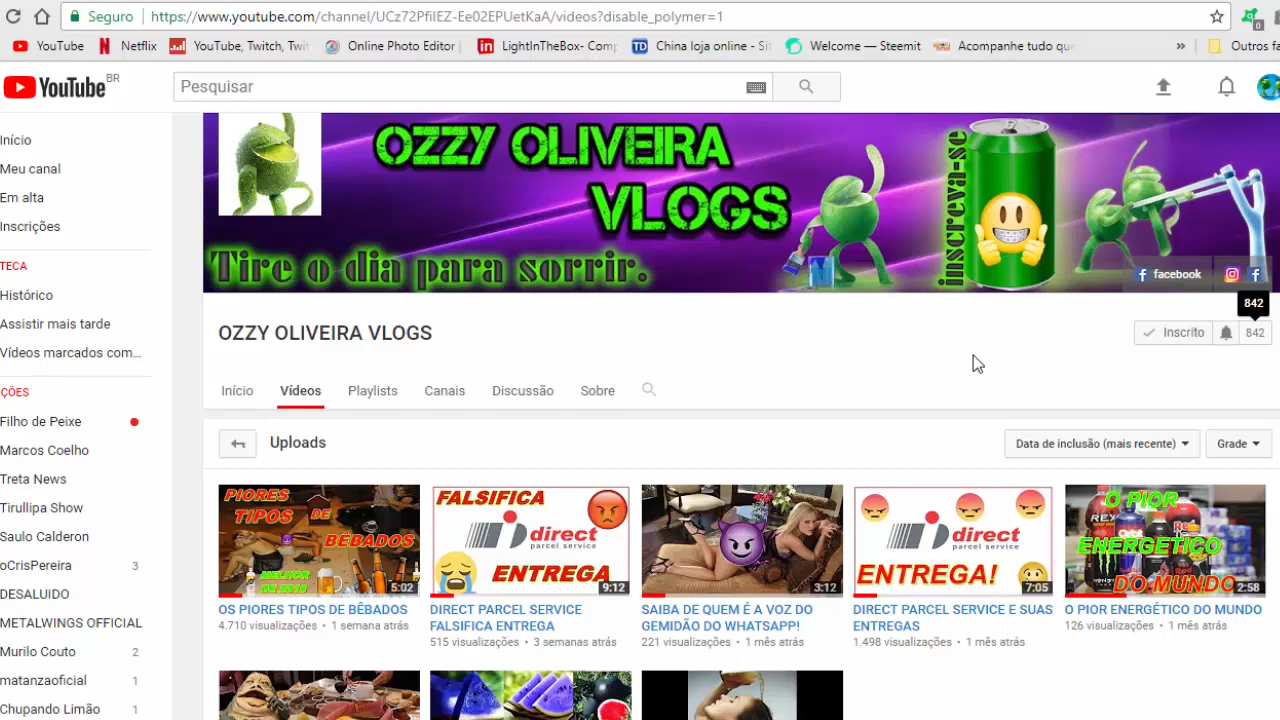 Seguro
https://www.youtube.com/channel/UCz72PfilEZ-Ee02EPUetKaA/videos?disable_polymer=1
YouTube
Netflix
YouTube, Twitch, Twi
Online Photo Editor |
LightInTheBox- Comp
China loja online - Sit
Welcome — Steemit
Acompanhe tudo que
Outros fa
YouTube BR
Pesquisar
OZZY OLIVEIRA
VLOGS
Tire o dia para sorrir.
inscreva-se
facebook
842
Início
Meu canal
Em alta
Inscrições
TECA
Histórico
Assistir mais tarde
Vídeos marcados com...
ÇÕES
Filho de Peixe
Marcos Coelho
Treta News
Tirullipa Show
Saulo Calderon
oCrisPereira 3
DESALUIDO
METALWINGS OFFICIAL
Murilo Couto 2
matanzaoficial 1
Chupando Limão 1
OZZY OLIVEIRA VLOGS
Inscrito
842
Início
Vídeos
Playlists
Canais
Discussão
Sobre
Uploads
Data de inclusão (mais recente)
Grade
PIORES
TIPOS DE
BÊBADOS
5:02
OS PIORES TIPOS DE BÊBADOS
4.710 visualizações • 1 semana atrás
FALSIFICA
direct
parcel service
ENTREGA
9:12
DIRECT PARCEL SERVICE
FALSIFICA ENTREGA
515 visualizações • 3 semanas atrás
3:12
SAIBA DE QUEM É A VOZ DO
GEMIDÃO DO WHATSAPP!
221 visualizações • 1 mês atrás
direct
parcel service
ENTREGA!
7:05
DIRECT PARCEL SERVICE E SUAS
ENTREGAS
1.498 visualizações • 1 mês atrás
O PIOR
ENERGÉTICO
DO MUNDO
2:58
O PIOR ENERGÉTICO DO MUNDO
126 visualizações • 1 mês atrás